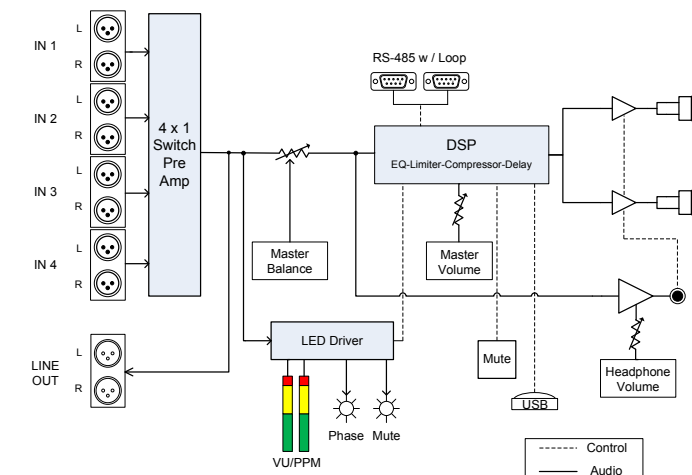 L
IN 1
R
L
IN 2
R
L
IN 3
R
L
IN 4
R
4 x 1
Switch
Pre
Amp
RS-485 w / Loop
DSP
EQ-Limiter-Compressor-Delay
Master
Balance
Master
Volume
LED Driver
Mute
USB
Headphone
Volume
L
LINE
OUT
R
Phase Mute
VU/PPM
Control
Audio